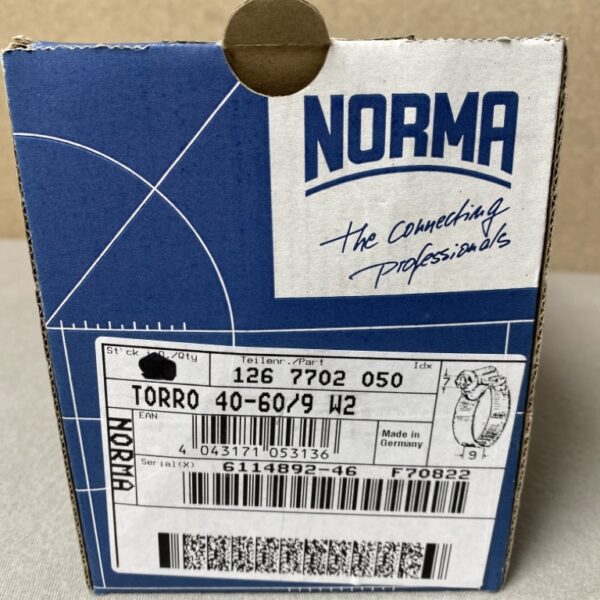 NORMA
the connecting
professionals
Teilenr./Part
Idx
126 7702 050
TORRO 40-60/9 W2
EAN
4 043171 053136
Made in
Germany
7
9
NORMA
Serial(X)
6114892-46
F70822